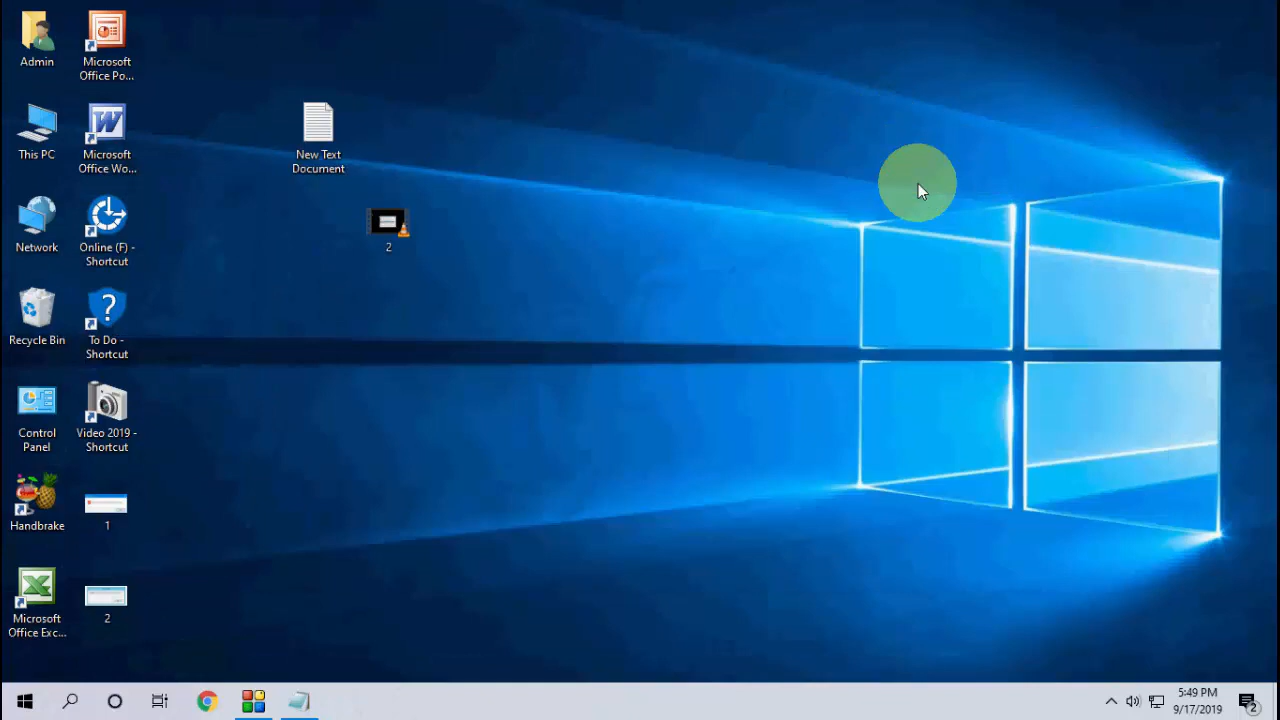 Admin
Microsoft
Office Po...
This PC
Microsoft
Office Wo...
New Text
Document
2
Network
Online (F) -
Shortcut
Recycle Bin
To Do -
Shortcut
Control
Panel
Video 2019 -
Shortcut
Handbrake
1
Microsoft
Office Exc...
2
5:49 PM
9/17/2019
2